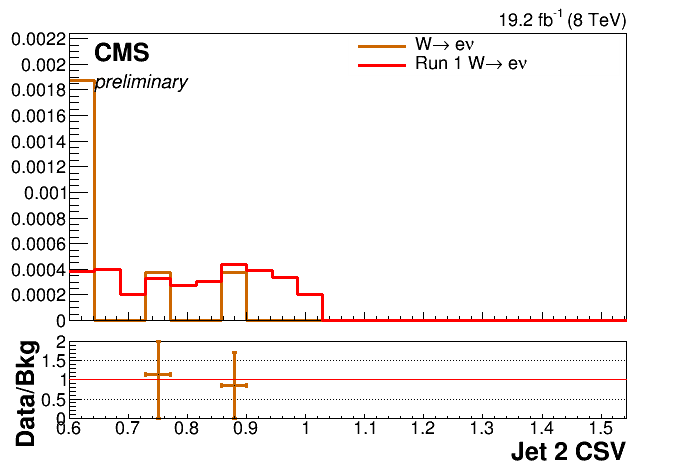 19.2 fb-1 (8 TeV)
CMS
preliminary
W→ eν
Run 1 W→ eν
0.0022
0.002
0.0018
0.0016
0.0014
0.0012
0.001
0.0008
0.0006
0.0004
0.0002
0
Data/Bkg
2
1.5
1
0.5
0
0.6 0.7 0.8 0.9 1 1.1 1.2 1.3 1.4 1.5
Jet 2 CSV